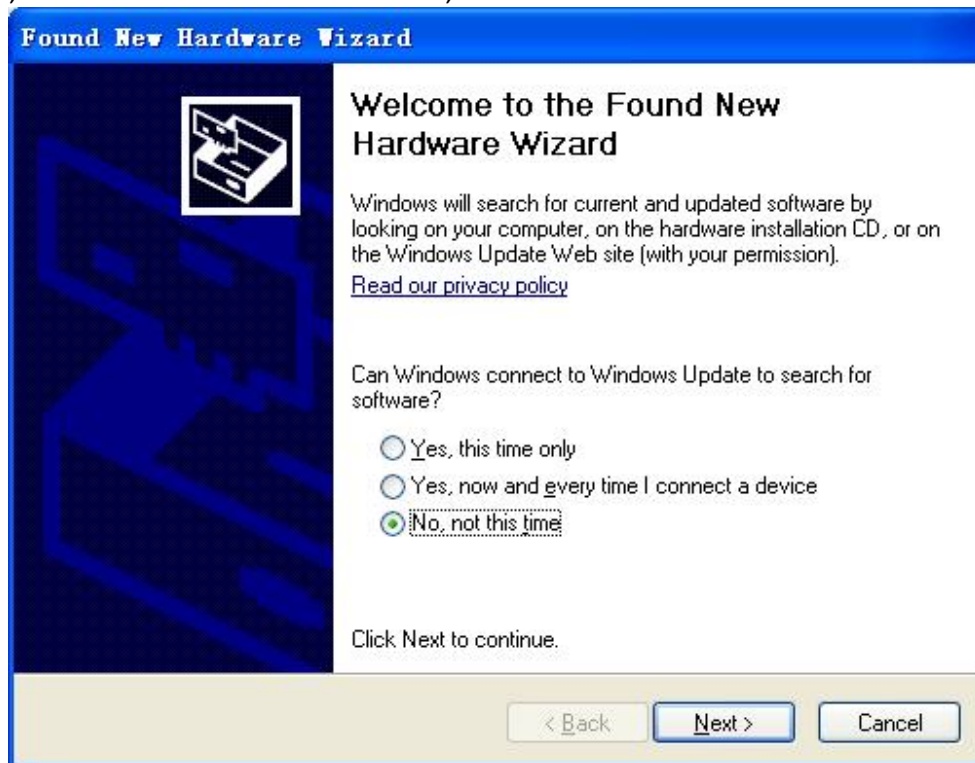 Found New Hardware Wizard
Welcome to the Found New
Hardware Wizard
Windows will search for current and updated software by
looking on your computer, on the hardware installation CD, or on
the Windows Update Web site (with your permission).
Read our privacy policy
Can Windows connect to Windows Update to search for
software?
Yes, this time only
Yes, now and every time I connect a device
No, not this time
Click Next to continue.
< Back Next > Cancel